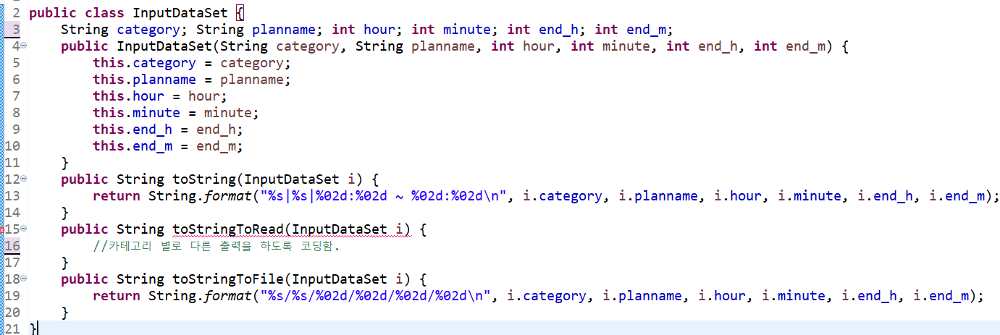 2 public class InputDataSet {
3 String category; String planname; int hour; int minute; int end_h; int end_m;
4 public InputDataSet(String category, String planname, int hour, int minute, int end_h, int end_m) {
5 this.category = category;
6 this.planname = planname;
7 this.hour = hour;
8 this.minute = minute;
9 this.end_h = end_h;
10 this.end_m = end_m;
11 }
12 public String toString(InputDataSet i) {
13 return String.format("%s|%s|%02d:%02d ~ %02d:%02d\n", i.category, i.planname, i.hour, i.minute, i.end_h, i.end_m);
14 }
15 public String toStringToRead(InputDataSet i) {
16 //카테고리 별로 다른 출력을 하도록 코딩함.
17 }
18 public String toStringToFile(InputDataSet i) {
19 return String.format("%s/%s/%02d/%02d/%02d/%02d\n", i.category, i.planname, i.hour, i.minute, i.end_h, i.end_m);
20 }
21 }